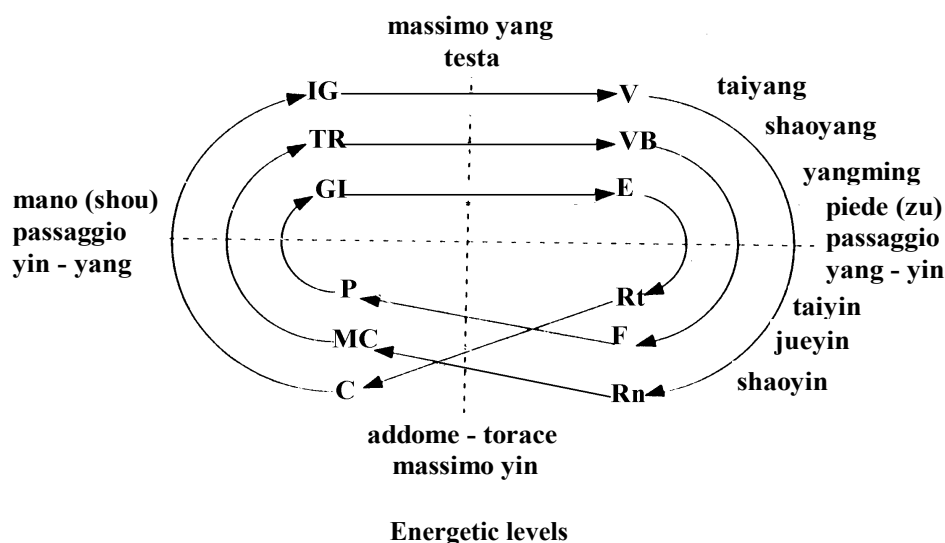 massimo yang
testa
IG
V
taiyang
shaoyang
TR
VB
yangming
GI
E
mano (shou)
passaggio
yin - yang
piede (zu)
passaggio
yang - yin
P
Rt
taiyin
MC
F
jueyin
C
Rn
shaoyin
addome - torace
massimo yin
Energetic levels